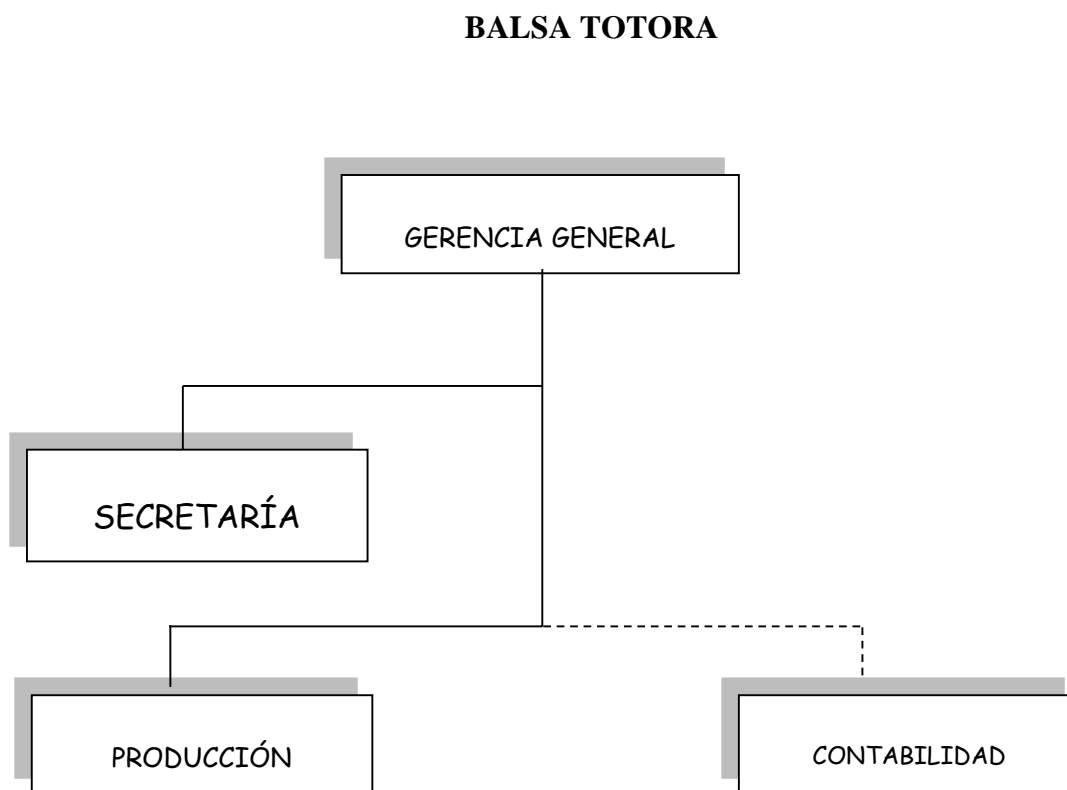 BALSA TOTORA
GERENCIA GENERAL
SECRETARÍA
PRODUCCIÓN
CONTABILIDAD